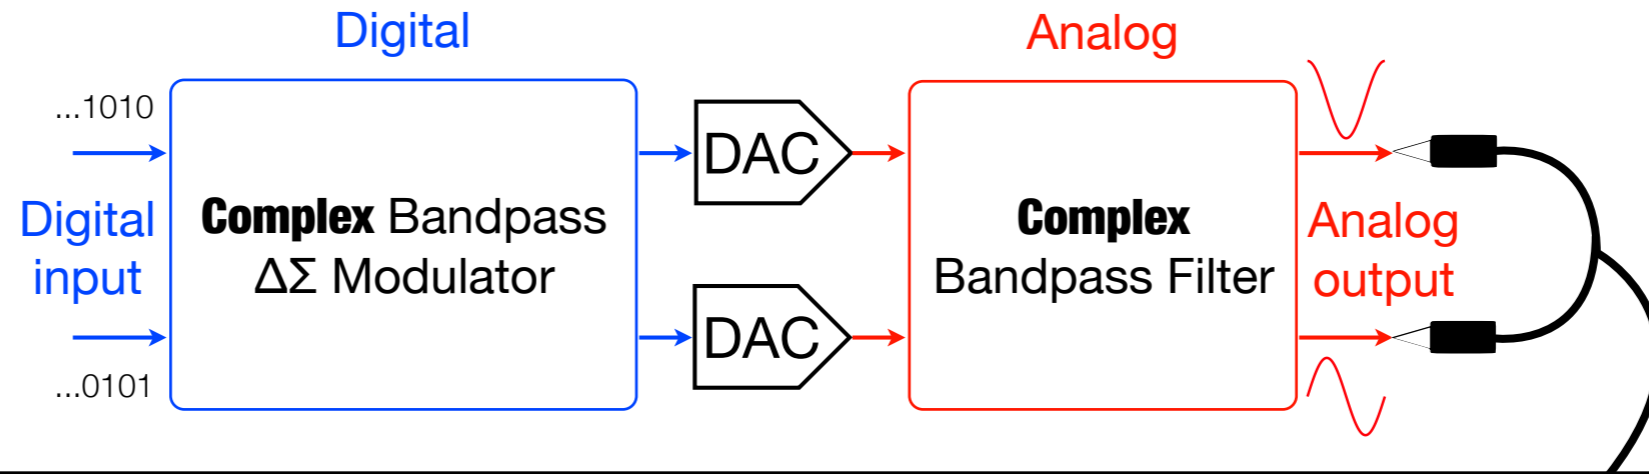 Digital
Analog
...1010
DAC
Digital
input
Complex Bandpass
ΔΣ Modulator
Complex
Bandpass Filter
Analog
output
DAC
...0101